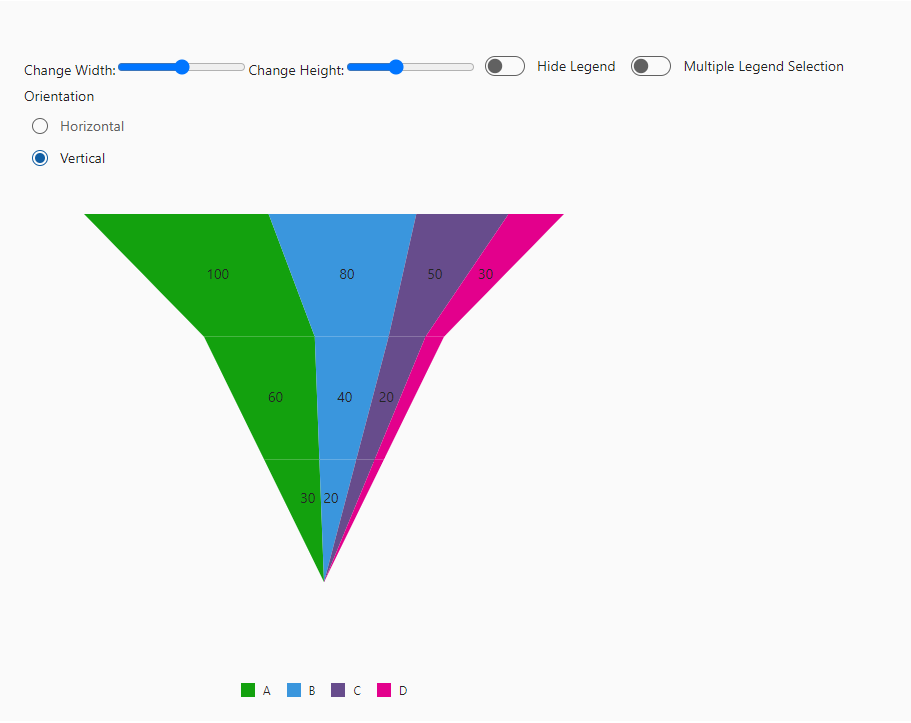 Change Width: Change Height: Hide Legend Multiple Legend Selection
Orientation
Horizontal
Vertical
100 80 50 30
60 40 20
30 20
A B C D